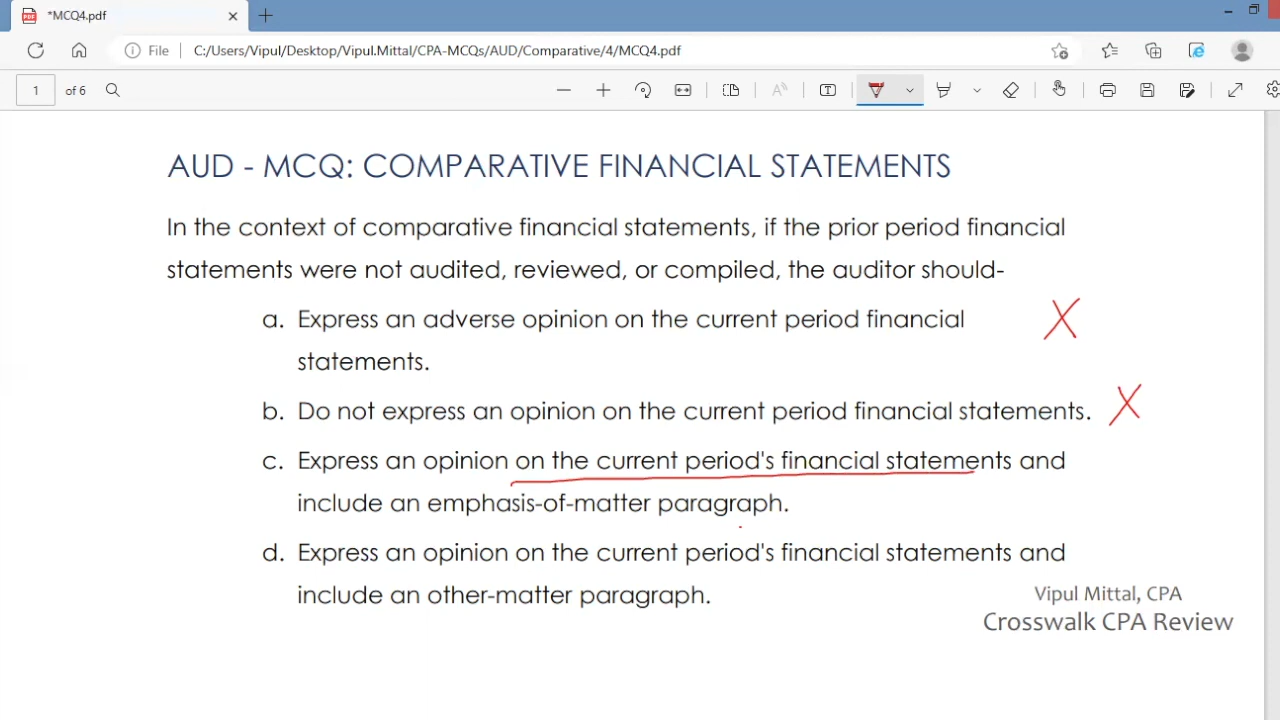 *MCQ4.pdf
File
C:/Users/Vipul/Desktop/Vipul.Mittal/CPA-MCQs/AUD/Comparative/4/MCQ4.pdf
1 of 6
AUD - MCQ: COMPARATIVE FINANCIAL STATEMENTS
In the context of comparative financial statements, if the prior period financial
statements were not audited, reviewed, or compiled, the auditor should-
a. Express an adverse opinion on the current period financial
statements.
b. Do not express an opinion on the current period financial statements.
c. Express an opinion on the current period's financial statements and
include an emphasis-of-matter paragraph.
d. Express an opinion on the current period's financial statements and
include an other-matter paragraph.
Vipul Mittal, CPA
Crosswalk CPA Review